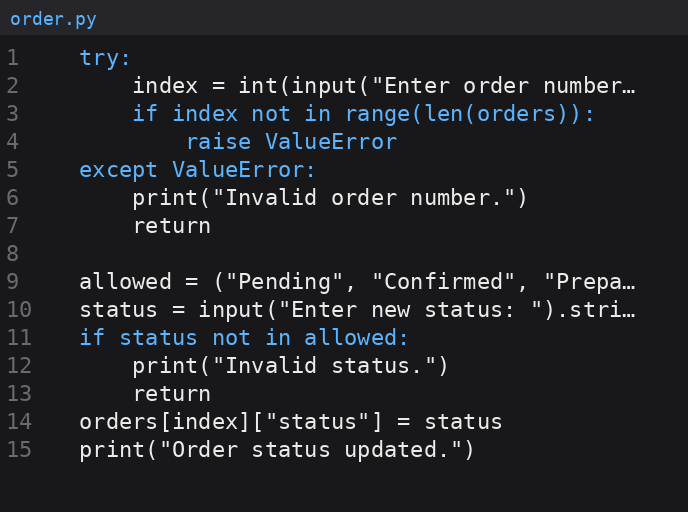 order.py
1 try:
2 index = int(input("Enter order number…
3 if index not in range(len(orders)):
4 raise ValueError
5 except ValueError:
6 print("Invalid order number.")
7 return
8
9 allowed = ("Pending", "Confirmed", "Prepa…
10 status = input("Enter new status: ").stri…
11 if status not in allowed:
12 print("Invalid status.")
13 return
14 orders[index]["status"] = status
15 print("Order status updated.")